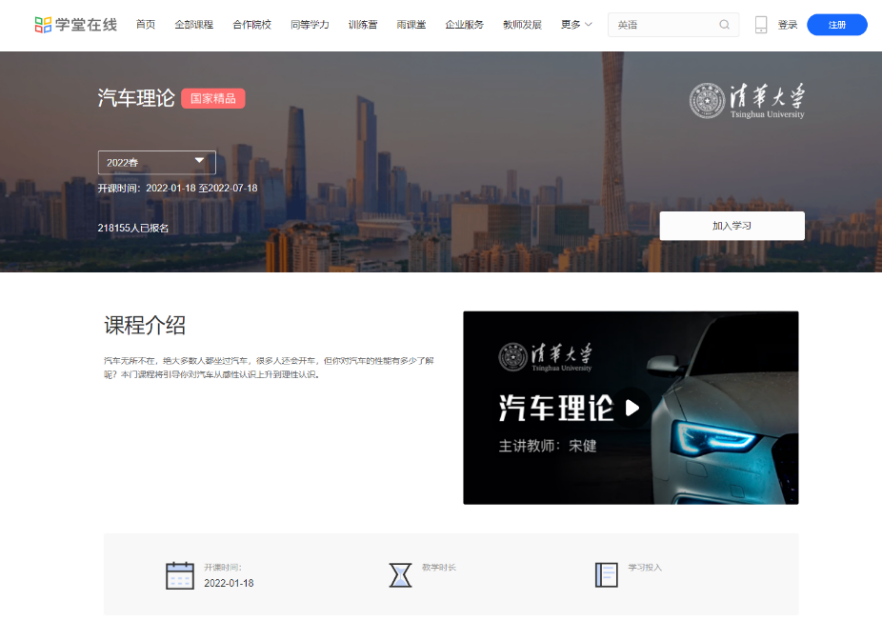 学堂在线 首页 全部课程 合作院校 同等学力 训练营 雨课堂 企业服务 教师发展 更多 英语 登录 注册
汽车理论 国家精品
清华大学
Tsinghua University
2022春
开课时间：2022-01-18 至2022-07-18
218155人已报名
加入学习
课程介绍
汽车无所不在，绝大多数人都坐过汽车，很多人还会开车，但你对汽车的性能有多少了解
呢？本门课程将引导你对汽车从感性认识上升到理性认识。
清华大学
Tsinghua University
汽车理论
主讲教师：宋健
开课时间：
2022-01-18
教学时长
学习投入